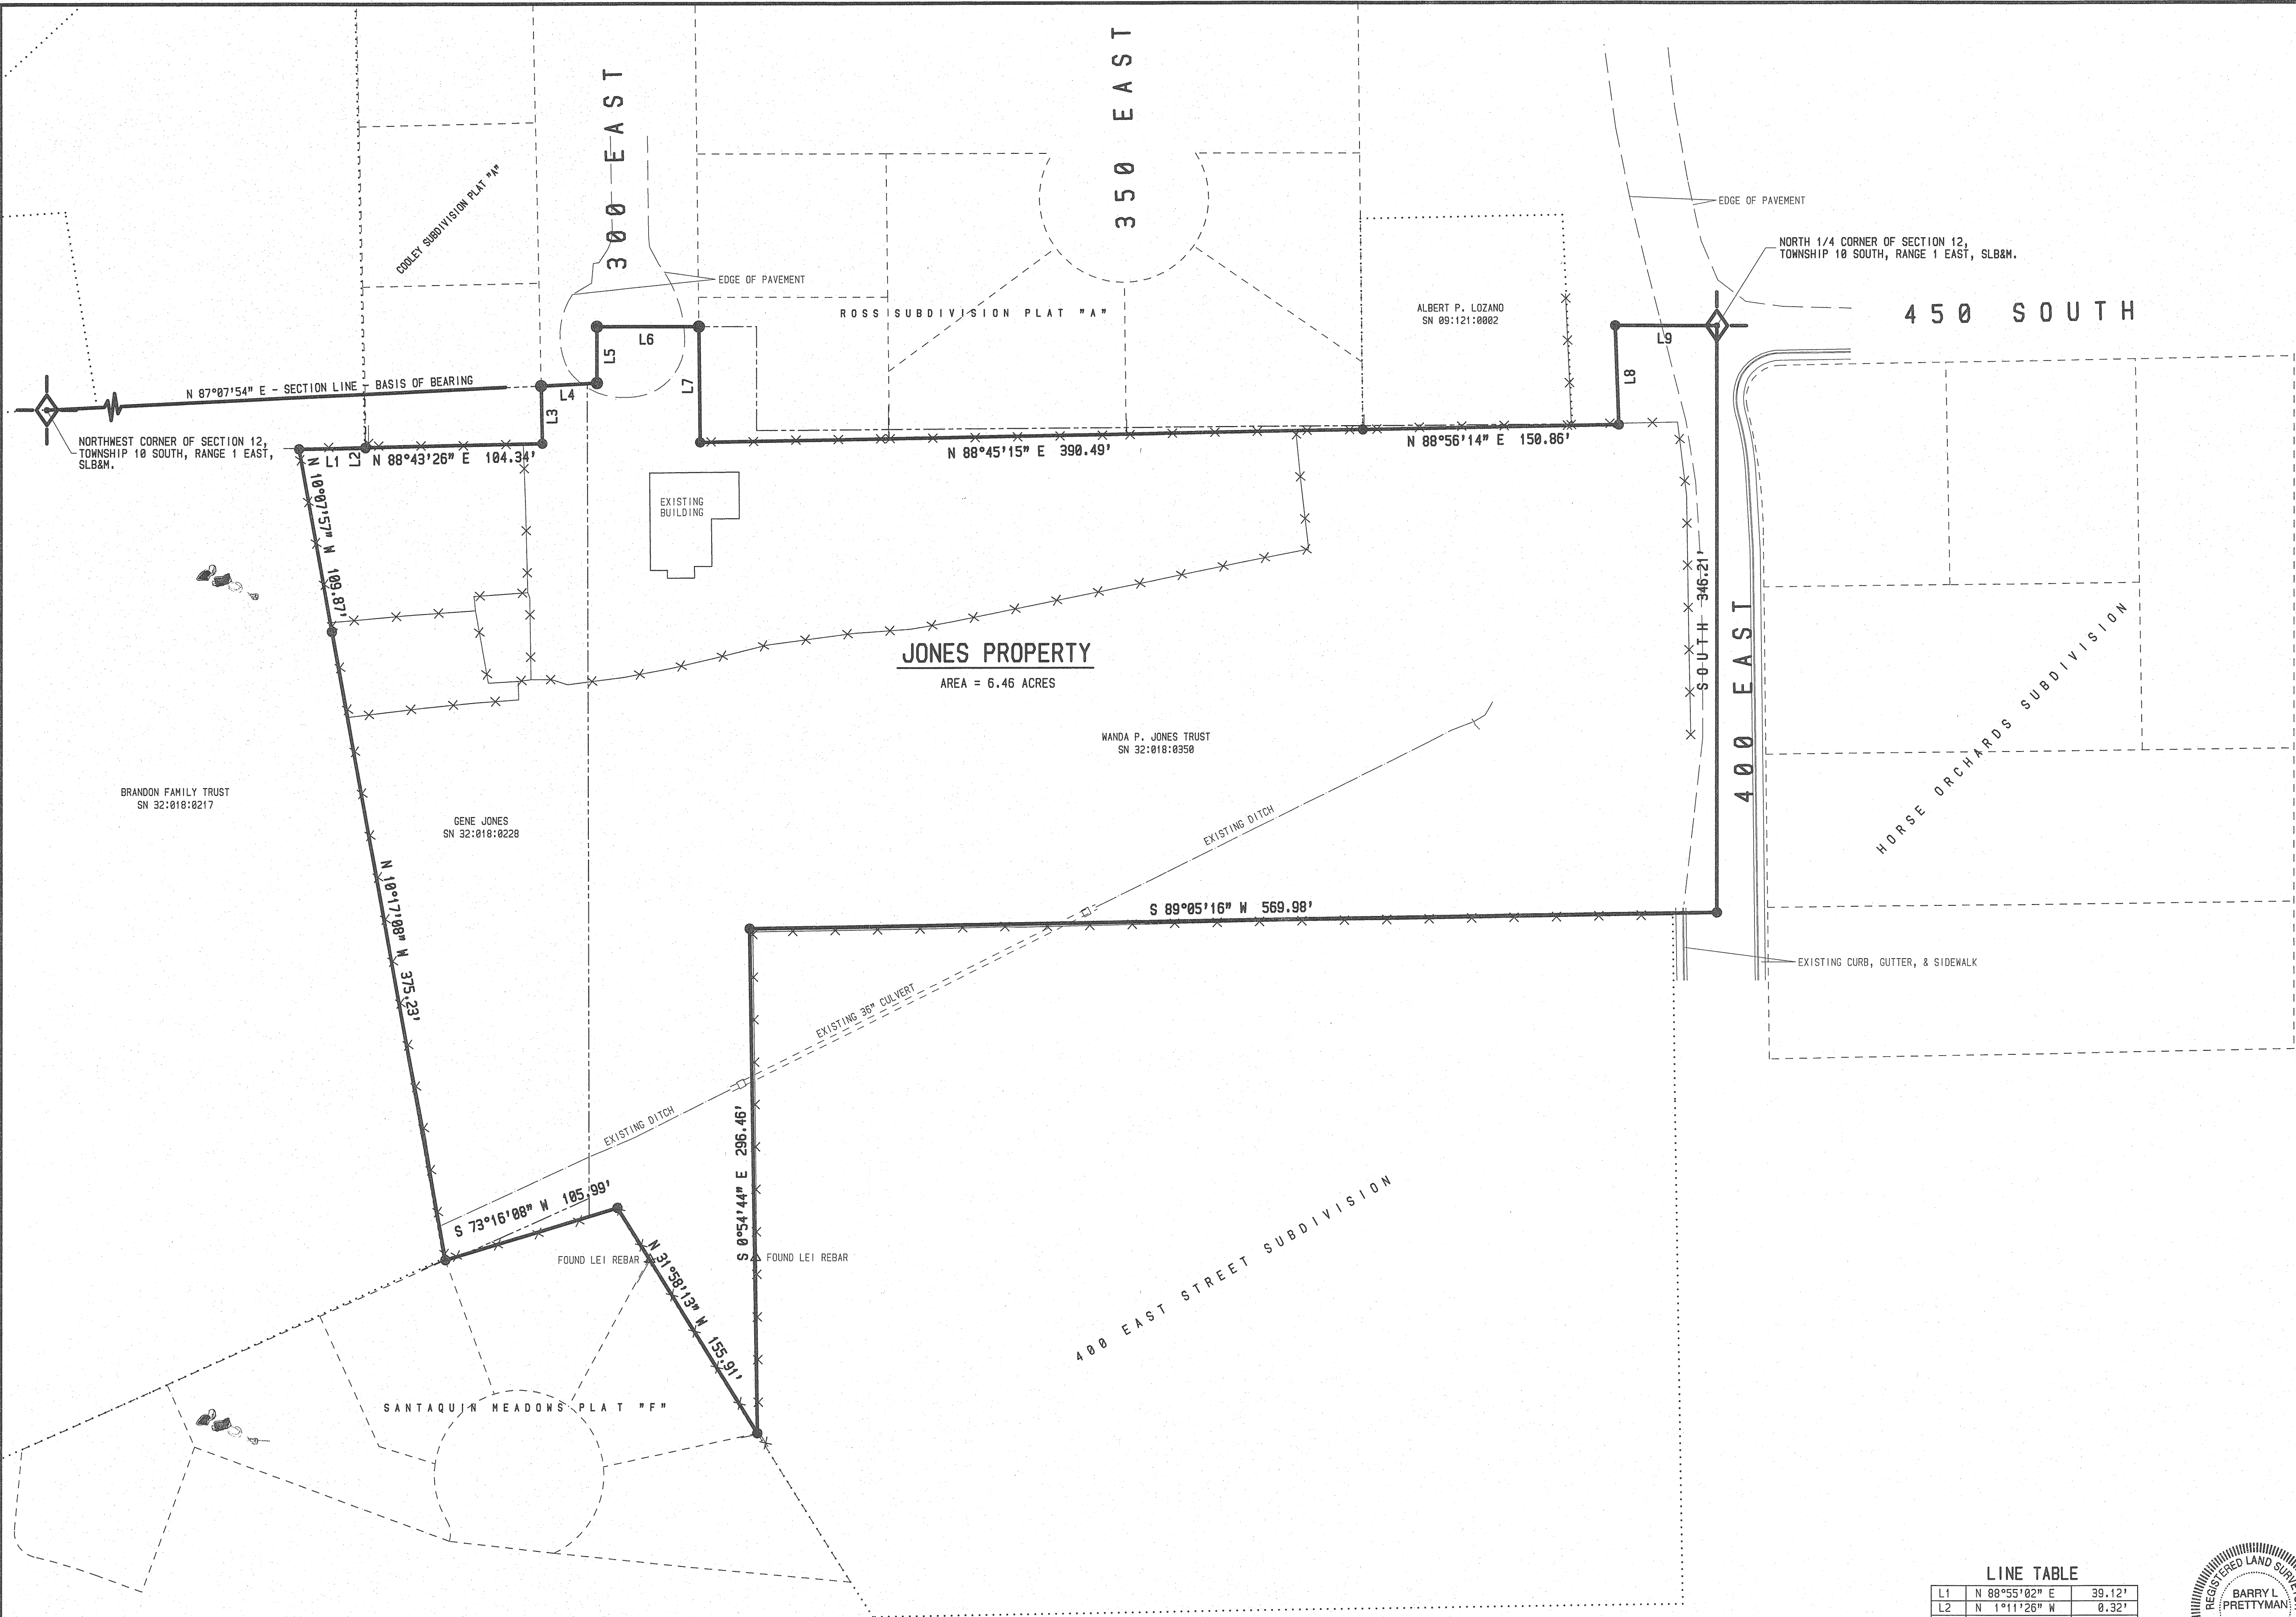 300 EAST
350 EAST
COOLEY SUBDIVISION PLAT "A"
EDGE OF PAVEMENT
EDGE OF PAVEMENT
NORTH 1/4 CORNER OF SECTION 12,
TOWNSHIP 10 SOUTH, RANGE 1 EAST, SLB&M.
450 SOUTH
ROSS SUBDIVISION PLAT "A"
ALBERT P. LOZANO
SN 09:121:0002
L6
L5
L9
L4
L7
L8
L3
N 87°07'54" E - SECTION LINE - BASIS OF BEARING
NORTHWEST CORNER OF SECTION 12,
TOWNSHIP 10 SOUTH, RANGE 1 EAST,
SLB&M.
L1
L2
N 88°43'26" E 104.34'
N 88°45'15" E 390.49'
N 88°56'14" E 150.86'
N 10°07'57" W 109.87'
EXISTING
BUILDING
JONES PROPERTY
AREA = 6.46 ACRES
SOUTH 346.21'
400 EAST
HORSE ORCHARDS SUBDIVISION
WANDA P. JONES TRUST
SN 32:018:0350
BRANDON FAMILY TRUST
SN 32:018:0217
GENE JONES
SN 32:018:0228
EXISTING DITCH
N 10°17'08" W 375.23'
S 89°05'16" W 569.98'
EXISTING CURB, GUTTER, & SIDEWALK
EXISTING 36" CULVERT
EXISTING DITCH
S 0°54'44" E 296.46'
S 73°16'08" W 105.99'
FOUND LEI REBAR
FOUND LEI REBAR
N 31°58'13" W 155.91'
400 EAST STREET SUBDIVISION
SANTAQUIN MEADOWS PLAT "F"
LINE TABLE
L1 N 88°55'02" E 39.12'
L2 N 1°11'26" W 0.32'
BARRY L
PRETTYMAN